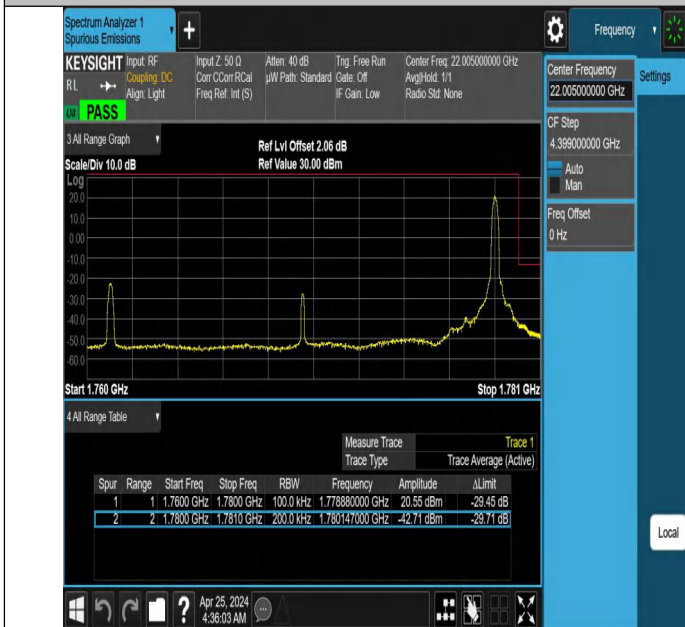 Spectrum Analyzer 1
Spurious Emissions
Frequency
KEYSIGHT
RL
PASS
Input: RF
Coupling: DC
Align: Light
Input Z: 50 Ω
Corr CCorr RCal
Freq Ref: Int (S)
Atten: 40 dB
µW Path: Standard
Trig: Free Run
Gate: Off
IF Gain: Low
Center Freq: 22.005000000 GHz
Avg|Hold: 1/1
Radio Std: None
3 All Range Graph
Scale/Div 10.0 dB
Ref Lvl Offset 2.06 dB
Ref Value 30.00 dBm
Log
20.0
10.0
0.00
-10.0
-20.0
-30.0
-40.0
-50.0
-60.0
Start 1.760 GHz
Stop 1.781 GHz
4 All Range Table
Measure Trace Trace 1
Trace Type Trace Average (Active)
Spur Range Start Freq Stop Freq RBW Frequency Amplitude ΔLimit
1 1 1.7600 GHz 1.7800 GHz 100.0 kHz 1.778880000 GHz 20.55 dBm -29.45 dB
2 2 1.7800 GHz 1.7810 GHz 200.0 kHz 1.780147000 GHz -42.71 dBm -29.71 dB
Apr 25, 2024
4:36:03 AM
Center Frequency
22.005000000 GHz
Settings
CF Step
4.399000000 GHz
Auto
Man
Freq Offset
0 Hz
Local